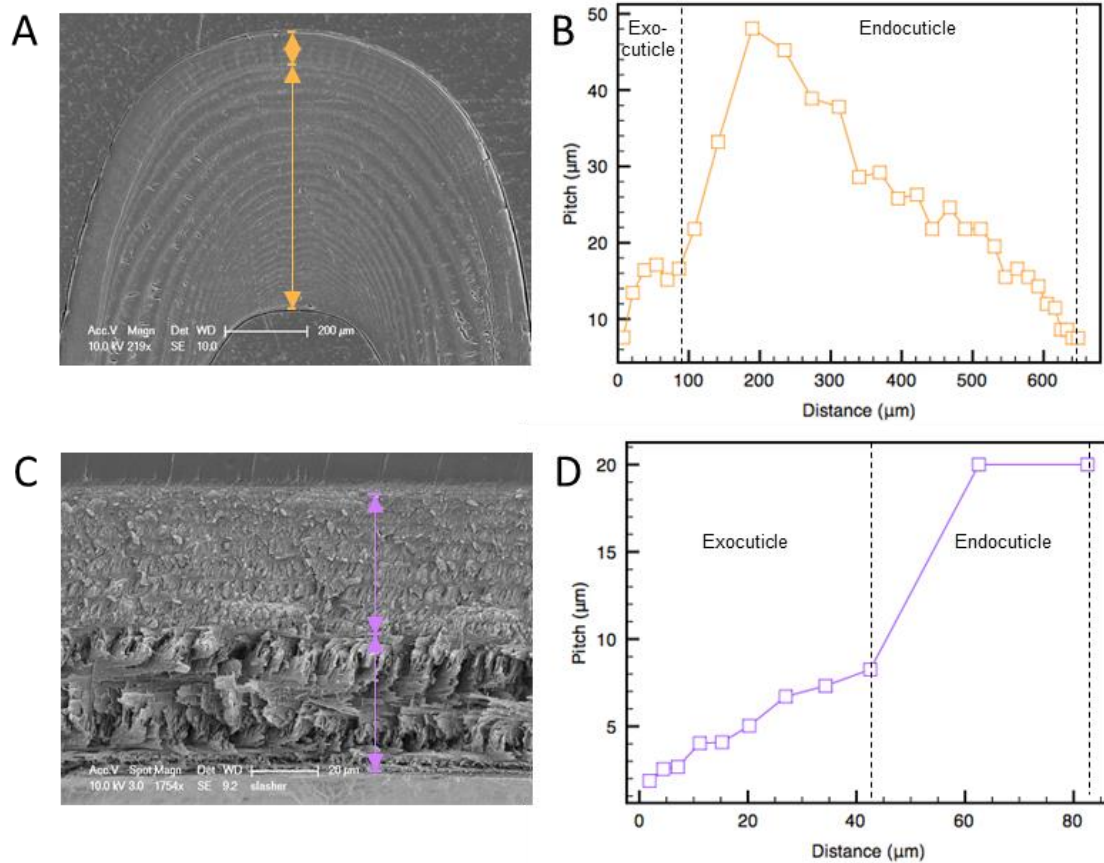 A
Acc.V Magn Det WD
10.0 kV 219x SE 10.0
200 µm
B
50
40
30
20
10
Pitch (µm)
Exo-
cuticle
Endocuticle
0 100 200 300 400 500 600
Distance (µm)
C
Acc.V Spot Magn Det WD
10.0 kV 3.0 1754x SE 9.2 slasher
20 µm
D
20
15
10
5
Pitch (µm)
Exocuticle
Endocuticle
0 20 40 60 80
Distance (µm)